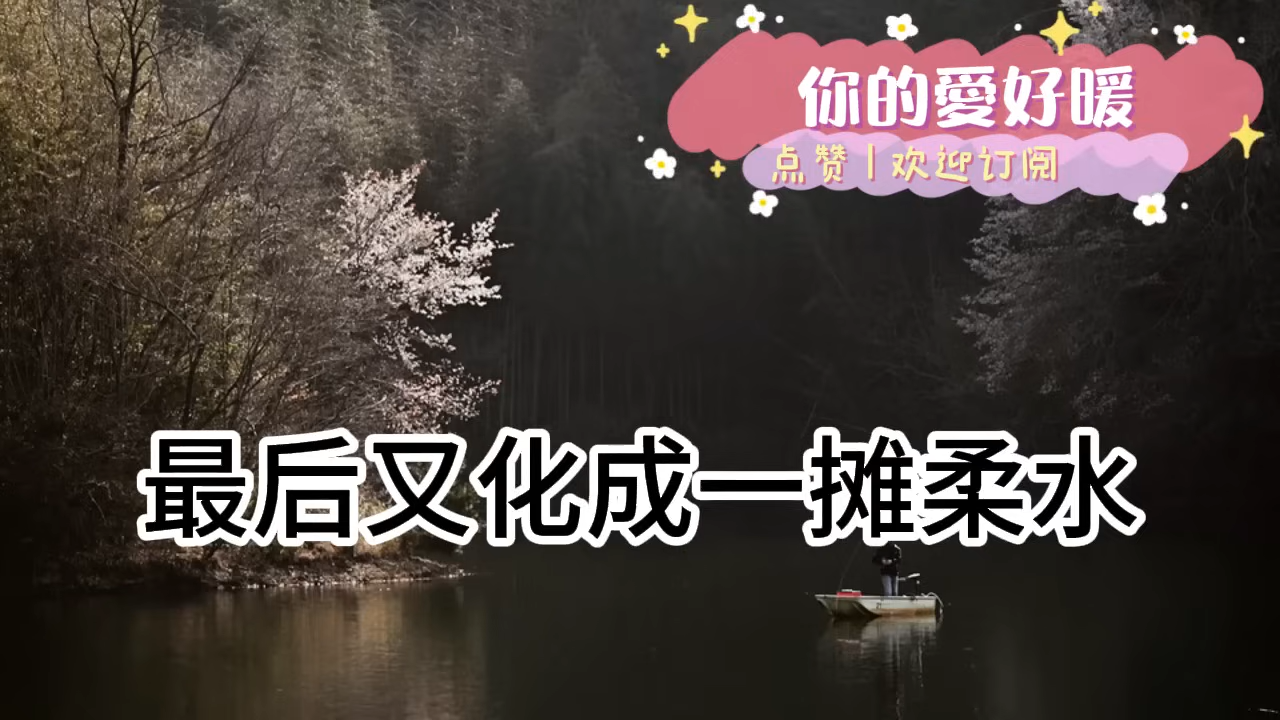 你的愛好暖
点赞 | 欢迎订阅
最后又化成一摊柔水